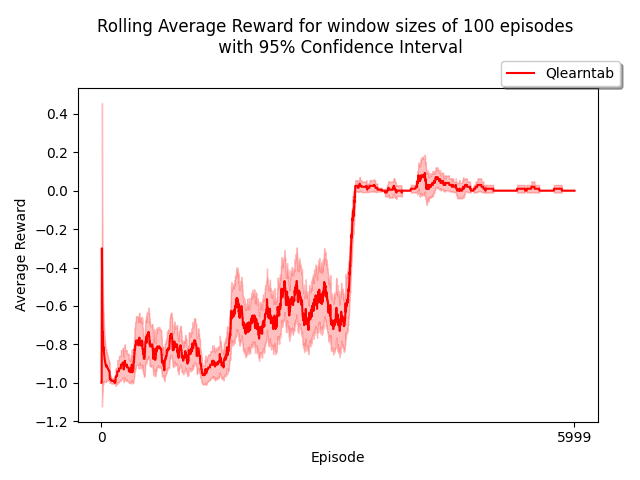 Rolling Average Reward for window sizes of 100 episodes
with 95% Confidence Interval
Qlearntab
0.4
0.2
0.0
−0.2
−0.4
−0.6
−0.8
−1.0
−1.2
Average Reward
0
5999
Episode